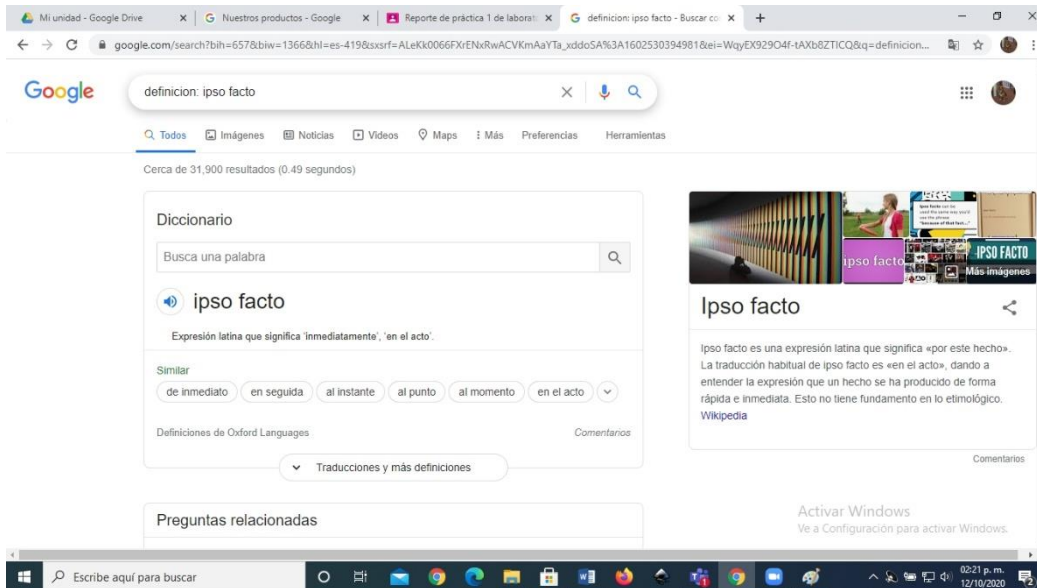 Mi unidad - Google Drive
Nuestros productos - Google
Reporte de práctica 1 de laborat
definicion: ipso facto - Buscar co
google.com/search?bih=657&biw=1366&hl=es-419&sxsrf=ALeKk0066FXrENxRwACVKmAaYTa_xddoSA%3A1602530394981&ei=WqyEX929O4f-tAXb8ZTICQ&q=definicion...
Google
definicion: ipso facto
Todos
Imágenes
Noticias
Videos
Maps
Más
Preferencias
Herramientas
Cerca de 31,900 resultados (0.49 segundos)
Diccionario
Busca una palabra
ipso facto
Expresión latina que significa 'inmediatamente', 'en el acto'.
Similar
de inmediato
en seguida
al instante
al punto
al momento
en el acto
Definiciones de Oxford Languages
Comentarios
Traducciones y más definiciones
Preguntas relacionadas
ipso facto
IPSO FACTO
Más imágenes
Ipso facto
Ipso facto es una expresión latina que significa «por este hecho».
La traducción habitual de ipso facto es «en el acto», dando a
entender la expresión que un hecho se ha producido de forma
rápida e inmediata. Esto no tiene fundamento en lo etimológico.
Wikipedia
Comentarios
Activar Windows
Ve a Configuración para activar Windows.
Escribe aquí para buscar
02:21 p. m.
12/10/2020